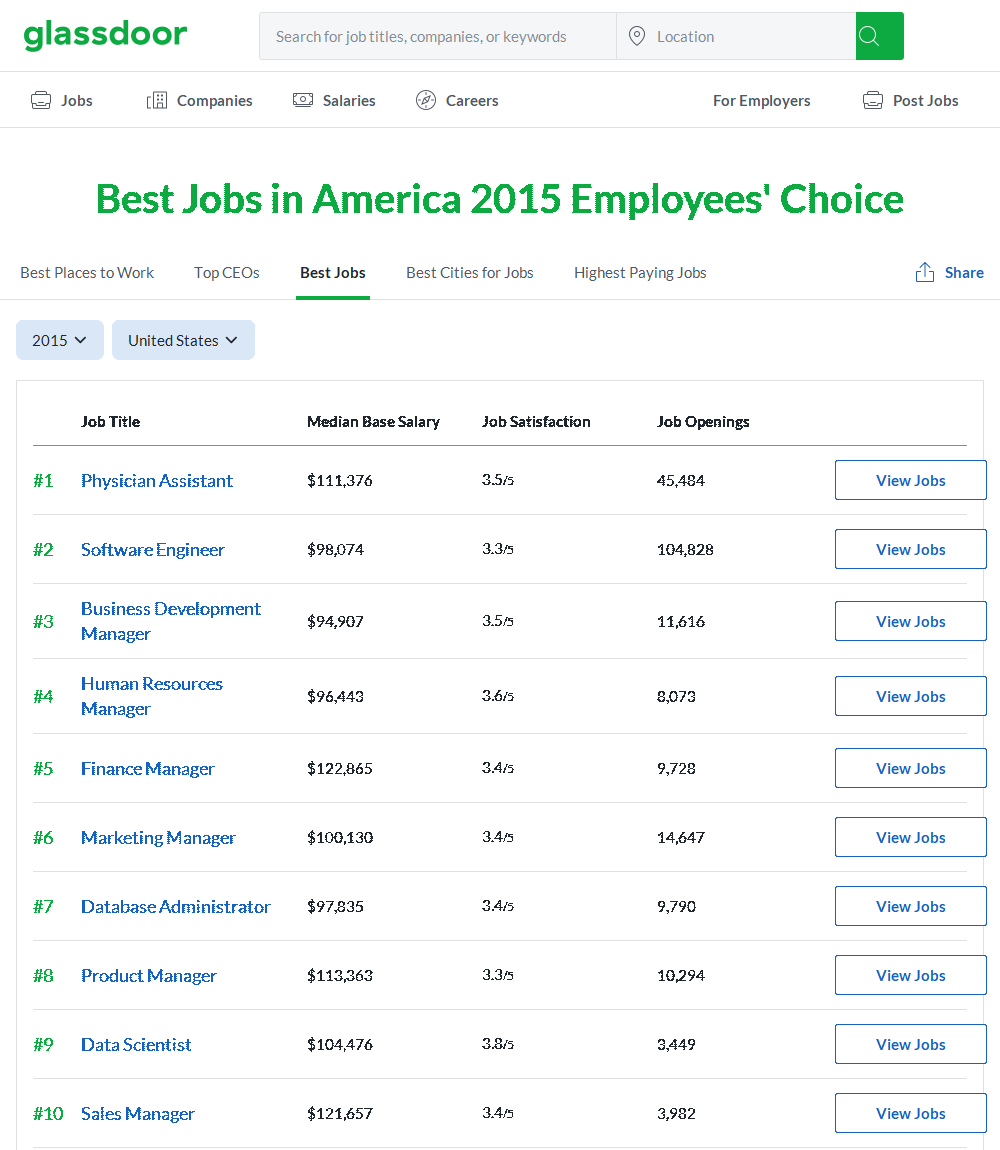 glassdoor
Search for job titles, companies, or keywords
Location
Jobs
Companies
Salaries
Careers
For Employers
Post Jobs
Best Jobs in America 2015 Employees' Choice
Best Places to Work
Top CEOs
Best Jobs
Best Cities for Jobs
Highest Paying Jobs
Share
2015
United States
Job Title Median Base Salary Job Satisfaction Job Openings
#1 Physician Assistant $111,376 3.5/5 45,484 View Jobs
#2 Software Engineer $98,074 3.3/5 104,828 View Jobs
#3 Business Development
Manager $94,907 3.5/5 11,616 View Jobs
#4 Human Resources
Manager $96,443 3.6/5 8,073 View Jobs
#5 Finance Manager $122,865 3.4/5 9,728 View Jobs
#6 Marketing Manager $100,130 3.4/5 14,647 View Jobs
#7 Database Administrator $97,835 3.4/5 9,790 View Jobs
#8 Product Manager $113,363 3.3/5 10,294 View Jobs
#9 Data Scientist $104,476 3.8/5 3,449 View Jobs
#10 Sales Manager $121,657 3.4/5 3,982 View Jobs